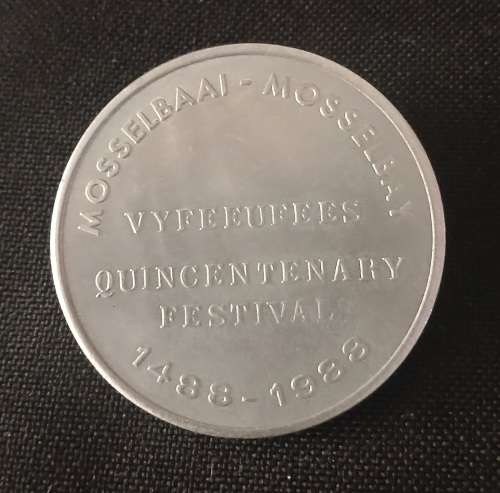 MOSSELBAAI - MOSSELBAY
VYFEEUFEES
QUINCENTENARY
FESTIVAL
1488-1988